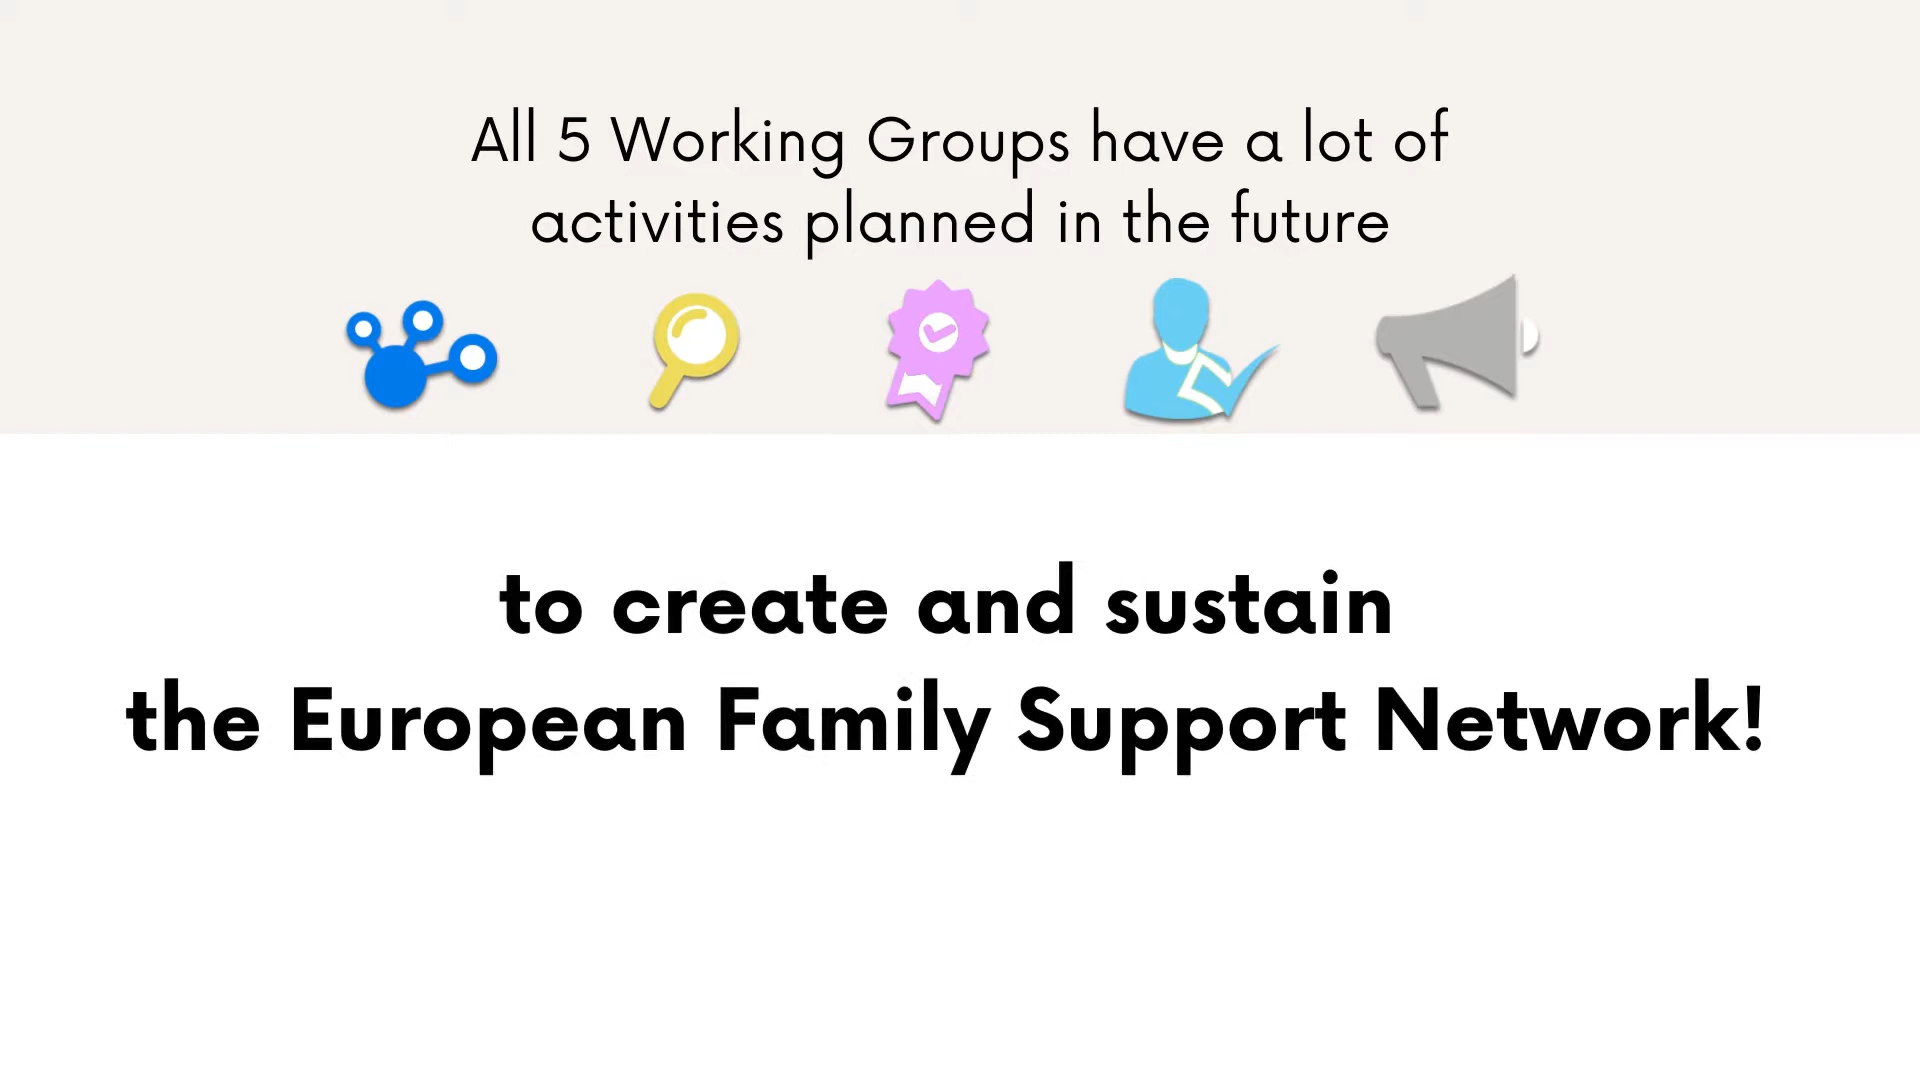 All 5 Working Groups have a lot of
activities planned in the future
to create and sustain
the European Family Support Network!